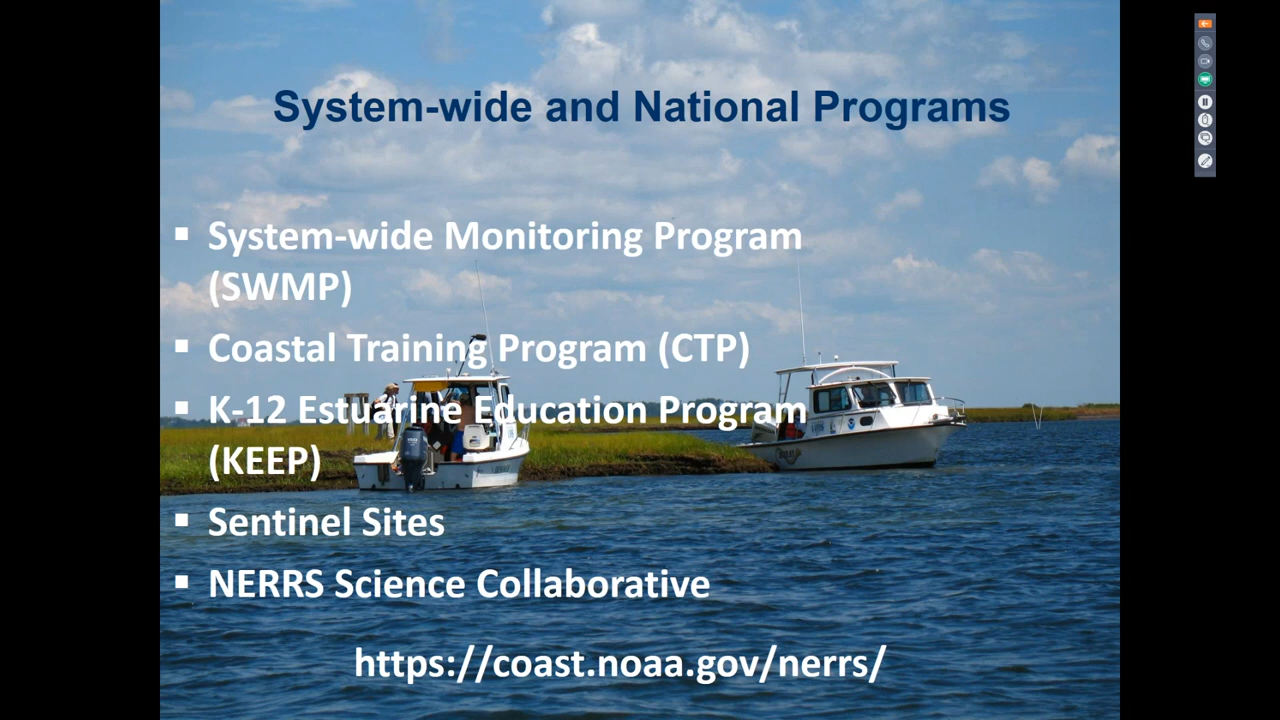 System-wide and National Programs
▪ System-wide Monitoring Program
(SWMP)
▪ Coastal Training Program (CTP)
▪ K-12 Estuarine Education Program
(KEEP)
▪ Sentinel Sites
▪ NERRS Science Collaborative
https://coast.noaa.gov/nerrs/